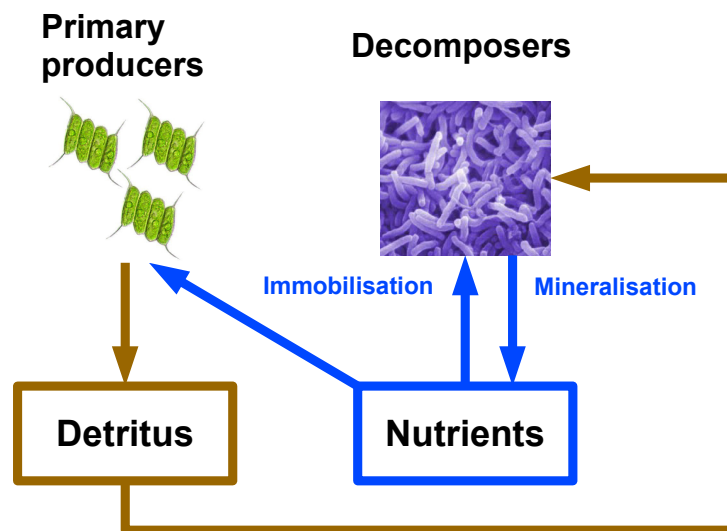 Primary
producers
Decomposers
Immobilisation
Mineralisation
Detritus
Nutrients